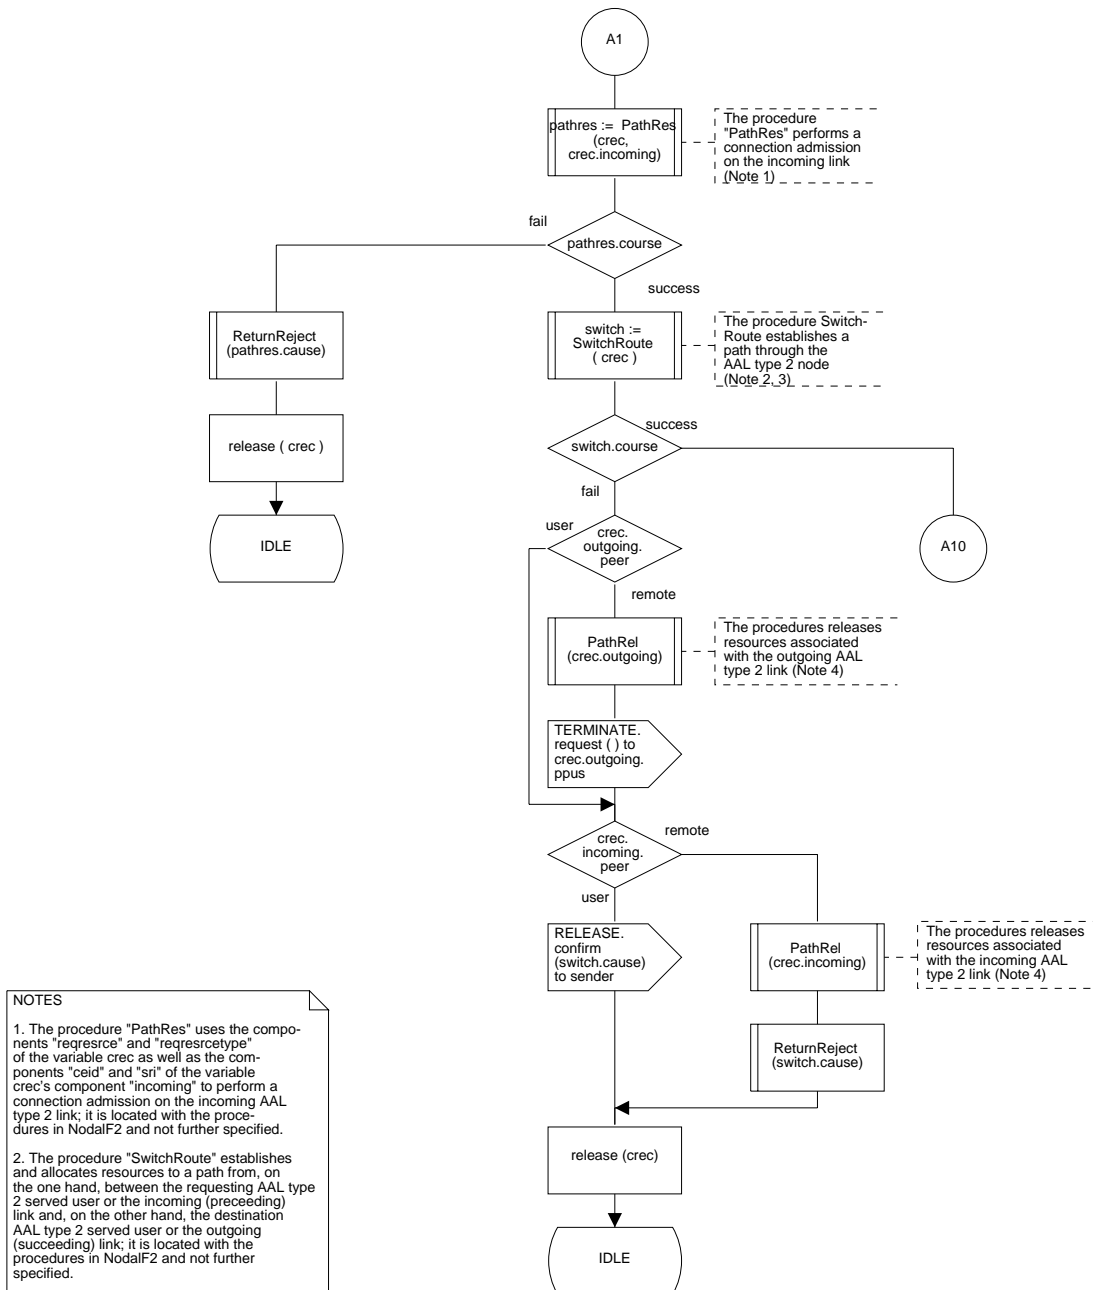 A1
pathres := PathRes
(crec,
crec.incoming)
The procedure
"PathRes" performs a
connection admission
on the incoming link
(Note 1)
fail
pathres.course
success
ReturnReject
(pathres.cause)
switch :=
SwitchRoute
( crec )
The procedure Switch-
Route establishes a
path through the
AAL type 2 node
(Note 2, 3)
release ( crec )
success
switch.course
fail
IDLE
user
crec.
outgoing.
peer
A10
remote
PathRel
(crec.outgoing)
The procedures releases
resources associated
with the outgoing AAL
type 2 link (Note 4)
TERMINATE.
request ( ) to
crec.outgoing.
ppus
crec.
incoming.
peer
remote
user
RELEASE.
confirm
(switch.cause)
to sender
PathRel
(crec.incoming)
The procedures releases
resources associated
with the incoming AAL
type 2 link (Note 4)
ReturnReject
(switch.cause)
release (crec)
IDLE
NOTES
1. The procedure "PathRes" uses the compo-
nents "reqresrce" and "reqresrcetype"
of the variable crec as well as the com-
ponents "ceid" and "sri" of the variable
crec's component "incoming" to perform a
connection admission on the incoming AAL
type 2 link; it is located with the proce-
dures in NodalF2 and not further specified.
2. The procedure "SwitchRoute" establishes
and allocates resources to a path from, on
the one hand, between the requesting AAL type
2 served user or the incoming (preceeding)
link and, on the other hand, the destination
AAL type 2 served user or the outgoing
(succeeding) link; it is located with the
procedures in NodalF2 and not further
specified.